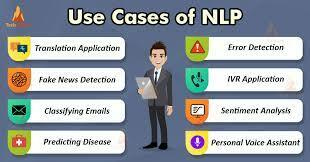 Use Cases of NLP
Translation Application
Fake News Detection
Classifying Emails
Predicting Disease
Error Detection
IVR Application
Sentiment Analysis
Personal Voice Assistant